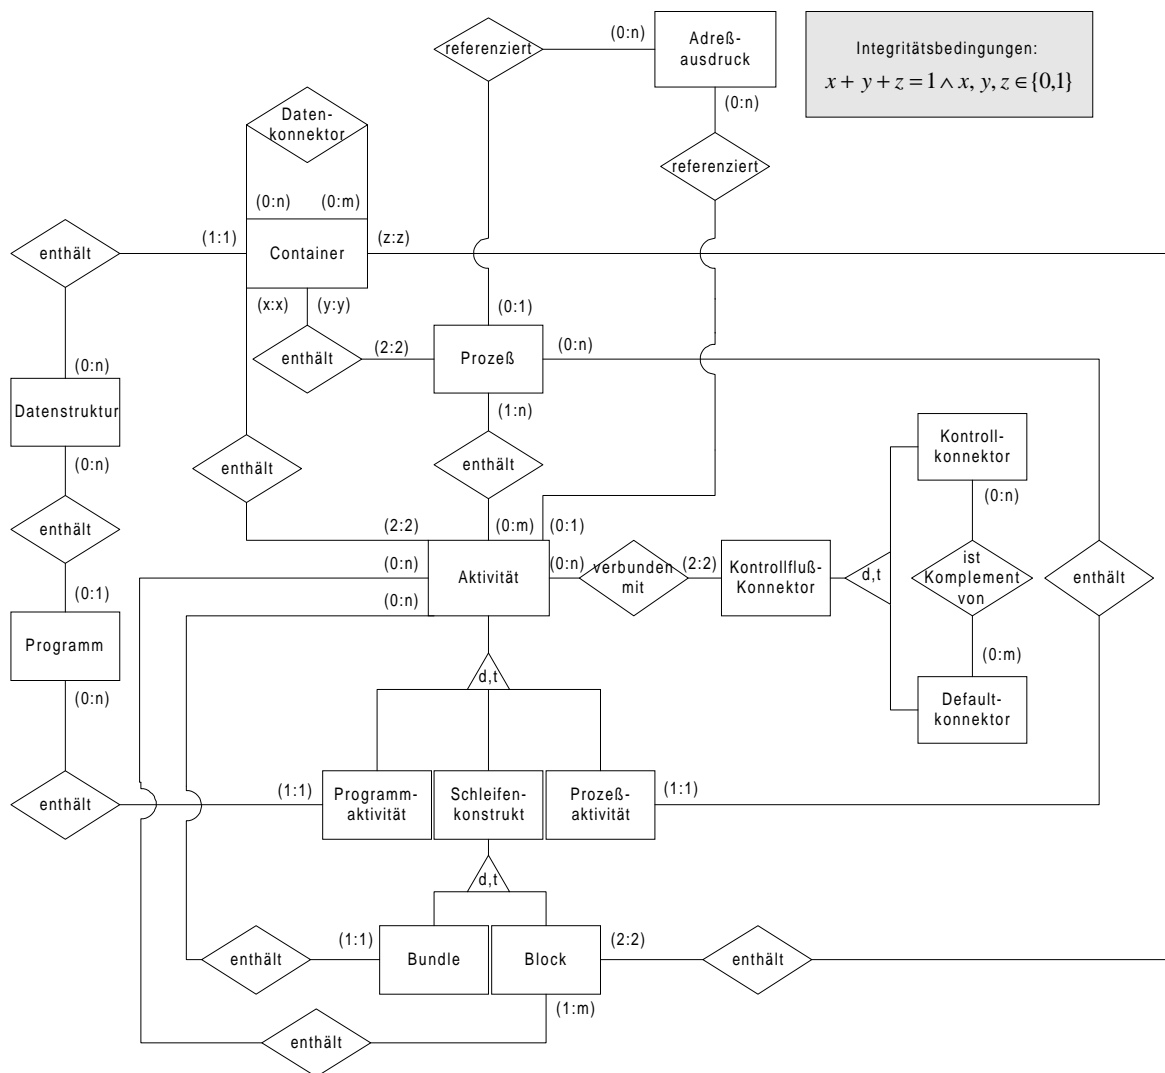 (0:n)
Adreß-
ausdruck
referenziert
Integritätsbedingungen:
x + y + z = 1 ∧ x, y, z ∈ {0,1}
(0:n)
Daten-
konnektor
referenziert
(0:n)
(0:m)
(1:1)
(z:z)
enthält
Container
(x:x)
(y:y)
(0:1)
(2:2)
(0:n)
enthält
Prozeß
(0:n)
Datenstruktur
(1:n)
Kontroll-
konnektor
(0:n)
enthält
enthält
(0:n)
enthält
(2:2)
(0:m)
(0:1)
(0:n)
(0:n)
(2:2)
ist
Komplement
von
Aktivität
verbunden
mit
Kontrollfluß-
Konnektor
d,t
enthält
(0:1)
(0:n)
Programm
(0:m)
(0:n)
d,t
Default-
konnektor
(1:1)
(1:1)
enthält
Programm-
aktivität
Schleifen-
konstrukt
Prozeß-
aktivität
d,t
(1:1)
(2:2)
enthält
Bundle
Block
enthält
(1:m)
enthält